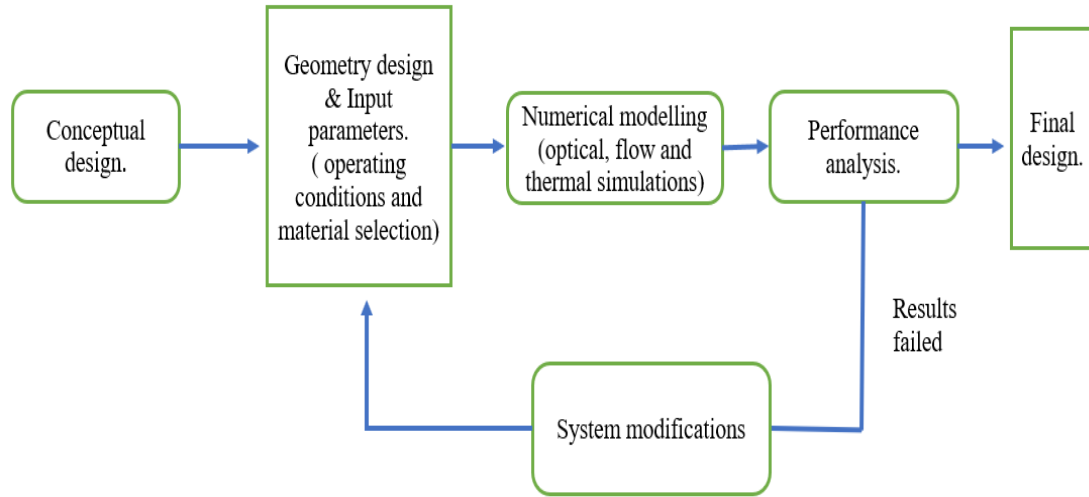 Conceptual
design.
Geometry design
& Input
parameters.
( operating
conditions and
material selection)
Numerical modelling
(optical, flow and
thermal simulations)
Performance
analysis.
Final
design.
Results
failed
System modifications